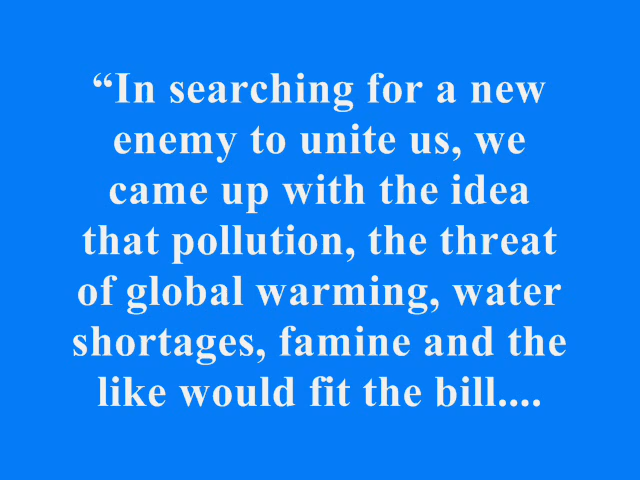 “In searching for a new
enemy to unite us, we
came up with the idea
that pollution, the threat
of global warming, water
shortages, famine and the
like would fit the bill....